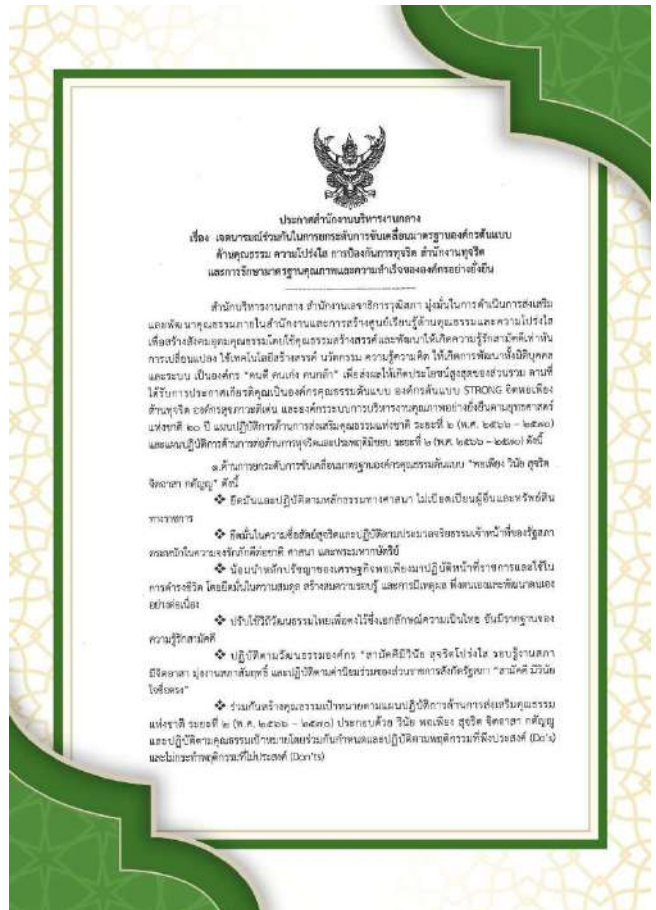 ประกาศสำนักงานบริหารงานกลาง
เรื่อง เจตนารมณ์ร่วมกันในการยกระดับการขับเคลื่อนมาตรฐานองค์กรต้นแบบ
ด้านคุณธรรม ความโปร่งใส การป้องกันการทุจริต สำนักงานทุจริต
และการรักษามาตรฐานคุณภาพและความสำเร็จขององค์กรอย่างยั่งยืน
สำนักบริหารงานกลาง สำนักงานเลขาธิการวุฒิสภา มุ่งมั่นในการดำเนินการส่งเสริม
และพัฒนาคุณธรรมภายในสำนักงานและการสร้างศูนย์เรียนรู้ด้านคุณธรรมและความโปร่งใส
เพื่อสร้างสังคมอุดมคุณธรรมโดยใช้คุณธรรมสร้างสรรค์และพัฒนาให้เกิดความรู้รักสามัคคีเท่าทัน
การเปลี่ยนแปลง ใช้เทคโนโลยีสร้างสรรค์ นวัตกรรม ความรู้ความคิด ให้เกิดการพัฒนาทั้งมิติบุคคล
และระบบ เป็นองค์กร "คนดี คนเก่ง คนกล้า" เพื่อส่งผลให้เกิดประโยชน์สูงสุดของส่วนรวม ตามที่
ได้รับการประกาศเกียรติคุณเป็นองค์กรคุณธรรมต้นแบบ องค์กรต้นแบบ STRONG จิตพอเพียง
ต้านทุจริต องค์กรสุขภาวะดีเด่น และองค์กรระบบการบริหารงานคุณภาพอย่างยั่งยืนตามยุทธศาสตร์
แห่งชาติ ๒๐ ปี แผนปฏิบัติการด้านการส่งเสริมคุณธรรมแห่งชาติ ระยะที่ ๒ (พ.ศ. ๒๕๖๖ – ๒๕๗๐)
และแผนปฏิบัติการด้านการต่อต้านการทุจริตและประพฤติมิชอบ ระยะที่ ๒ (พ.ศ. ๒๕๖๖ – ๒๕๗๐) ดังนี้
๑.ด้านการยกระดับการขับเคลื่อนมาตรฐานองค์กรคุณธรรมต้นแบบ "พอเพียง วินัย สุจริต
จิตอาสา กตัญญู" ดังนี้
❖ ยึดมั่นและปฏิบัติตามหลักธรรมทางศาสนา ไม่เบียดเบียนผู้อื่นและทรัพย์สิน
ทางราชการ
❖ ยึดมั่นในความซื่อสัตย์สุจริตและปฏิบัติตามประมวลจริยธรรมเจ้าหน้าที่ของรัฐสภา
ตระหนักในความจงรักภักดีต่อชาติ ศาสนา และพระมหากษัตริย์
❖ น้อมนำหลักปรัชญาของเศรษฐกิจพอเพียงมาปฏิบัติหน้าที่ราชการและใช้ใน
การดำรงชีวิต โดยยึดมั่นในความสมดุล สร้างความรอบรู้ และการมีเหตุผล พึ่งตนเองและพัฒนาตนเอง
อย่างต่อเนื่อง
❖ ปรับใช้วิถีวัฒนธรรมไทยเพื่อคงไว้ซึ่งเอกลักษณ์ความเป็นไทย อันมีรากฐานของ
ความรู้รักสามัคคี
❖ ปฏิบัติตามวัฒนธรรมองค์กร "สามัคคีมีวินัย สุจริตโปร่งใส รอบรู้งานสภา
มีจิตอาสา มุ่งงานสภาสัมฤทธิ์ และปฏิบัติตามค่านิยมร่วมของส่วนราชการสังกัดรัฐสภา "สามัคคี มีวินัย
ใจซื่อตรง"
❖ ร่วมกันสร้างคุณธรรมเป้าหมายตามแผนปฏิบัติการด้านการส่งเสริมคุณธรรม
แห่งชาติ ระยะที่ ๒ (พ.ศ. ๒๕๖๖ – ๒๕๗๐) ประกอบด้วย วินัย พอเพียง สุจริต จิตอาสา กตัญญู
และปฏิบัติตามคุณธรรมเป้าหมายโดยร่วมกันกำหนดและปฏิบัติตามพฤติกรรมที่พึงประสงค์ (Do's)
และไม่กระทำพฤติกรรมที่ไม่ประสงค์ (Don'ts)